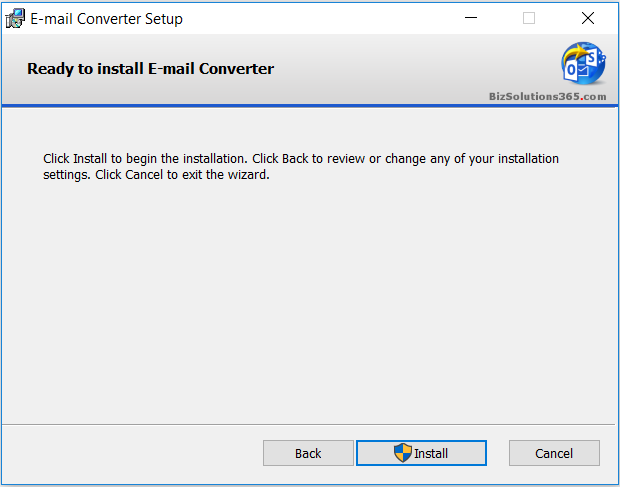 E-mail Converter Setup
Ready to install E-mail Converter
O S
BizSolutions365.com
Click Install to begin the installation. Click Back to review or change any of your installation
settings. Click Cancel to exit the wizard.
Back Install Cancel